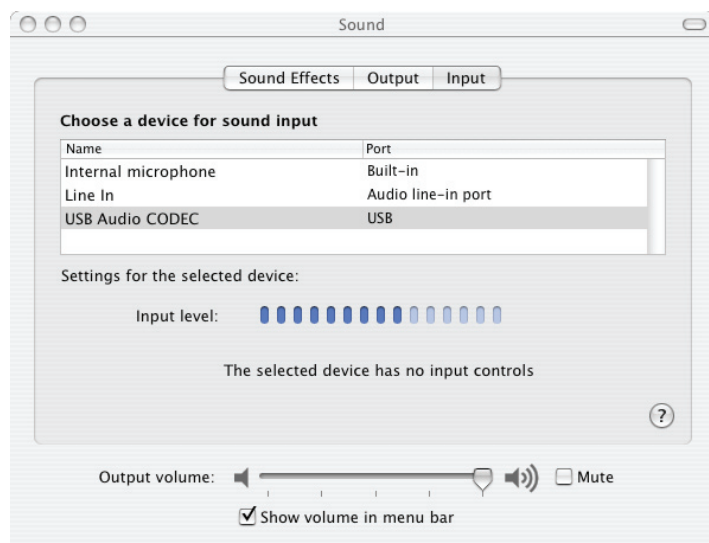 Sound
Sound Effects Output Input
Choose a device for sound input
Name Port
Internal microphone Built-in
Line In Audio line-in port
USB Audio CODEC USB
Settings for the selected device:
Input level:
The selected device has no input controls
?
Output volume: Mute
Show volume in menu bar